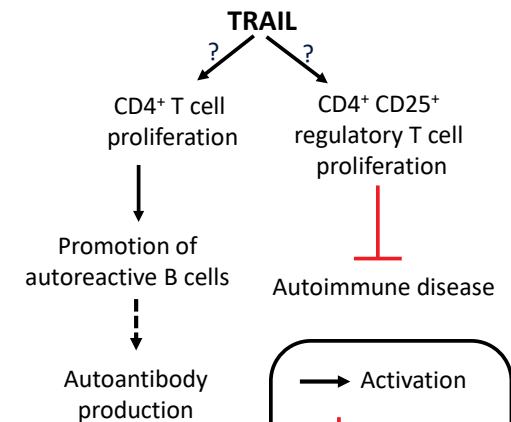 TRAIL
? ?
CD4⁺ T cell
proliferation
CD4⁺ CD25⁺
regulatory T cell
proliferation
Promotion of
autoreactive B cells
Autoimmune disease
Autoantibody
production
Activation